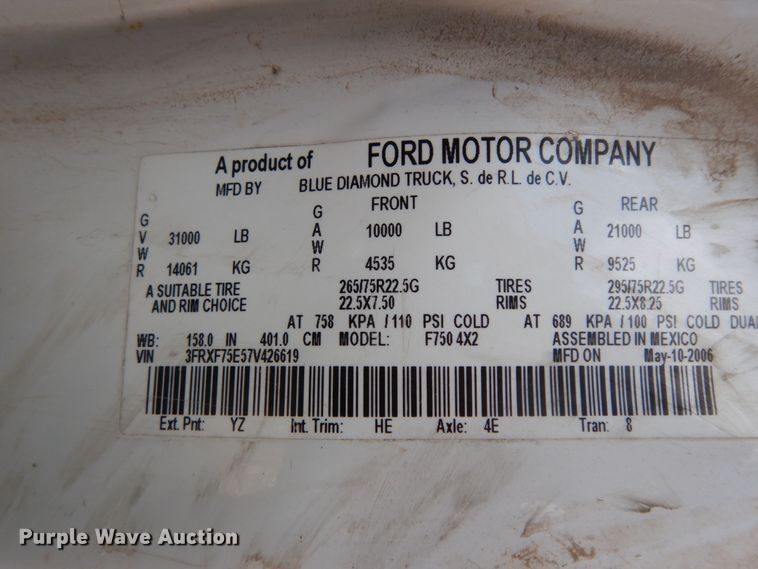 A product of FORD MOTOR COMPANY
MFD BY BLUE DIAMOND TRUCK, S. de R.L. de C.V.
GVWR 31000 LB FRONT GAWR 10000 LB REAR GAWR 21000 LB
14061 KG 4535 KG 9525 KG
A SUITABLE TIRE 265/75R22.5G TIRES 295/75R22.5G TIRES
AND RIM CHOICE 22.5X7.50 RIMS 22.5X8.25 RIMS
AT 758 KPA /110 PSI COLD AT 689 KPA /100 PSI COLD DUAL
WB: 158.0 IN 401.0 CM MODEL: F750 4X2 ASSEMBLED IN MEXICO
VIN 3FRXF75E57V426619 MFD ON May-10-2006
Ext. Pnt: YZ Int. Trim: HE Axle: 4E Tran: 8
Purple Wave Auction